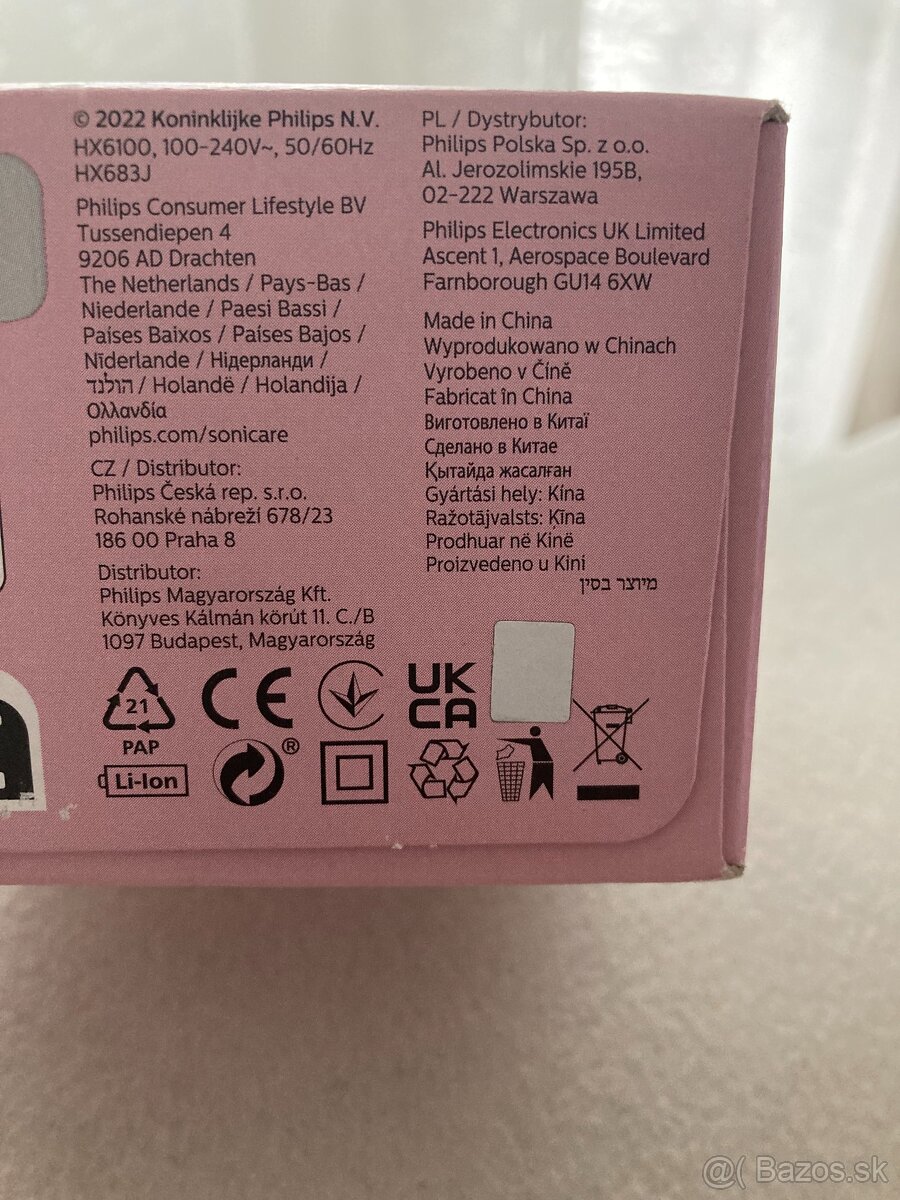 © 2022 Koninklijke Philips N.V.
HX6100, 100-240V~, 50/60Hz
HX683J
Philips Consumer Lifestyle BV
Tussendiepen 4
9206 AD Drachten
The Netherlands / Pays-Bas /
Niederlande / Paesi Bassi /
Países Baixos / Países Bajos /
Nīderlande / Нідерланди /
הולנד / Holandë / Holandija /
Ολλανδία
philips.com/sonicare
CZ / Distributor:
Philips Česká rep. s.r.o.
Rohanské nábreží 678/23
186 00 Praha 8
Distributor:
Philips Magyarország Kft.
Könyves Kálmán körút 11. C./B
1097 Budapest, Magyarország
PL / Dystrybutor:
Philips Polska Sp. z o.o.
Al. Jerozolimskie 195B,
02-222 Warszawa
Philips Electronics UK Limited
Ascent 1, Aerospace Boulevard
Farnborough GU14 6XW
Made in China
Wyprodukowano w Chinach
Vyrobeno v Číně
Fabricat în China
Виготовлено в Китаї
Сделано в Китае
Қытайда жасалған
Gyártási hely: Kína
Ražotājvalsts: Ķīna
Prodhuar në Kinë
Proizvedeno u Kini
מיוצר בסין
21
PAP
CE
UK
CA
Li-Ion
®
@( Bazos.sk